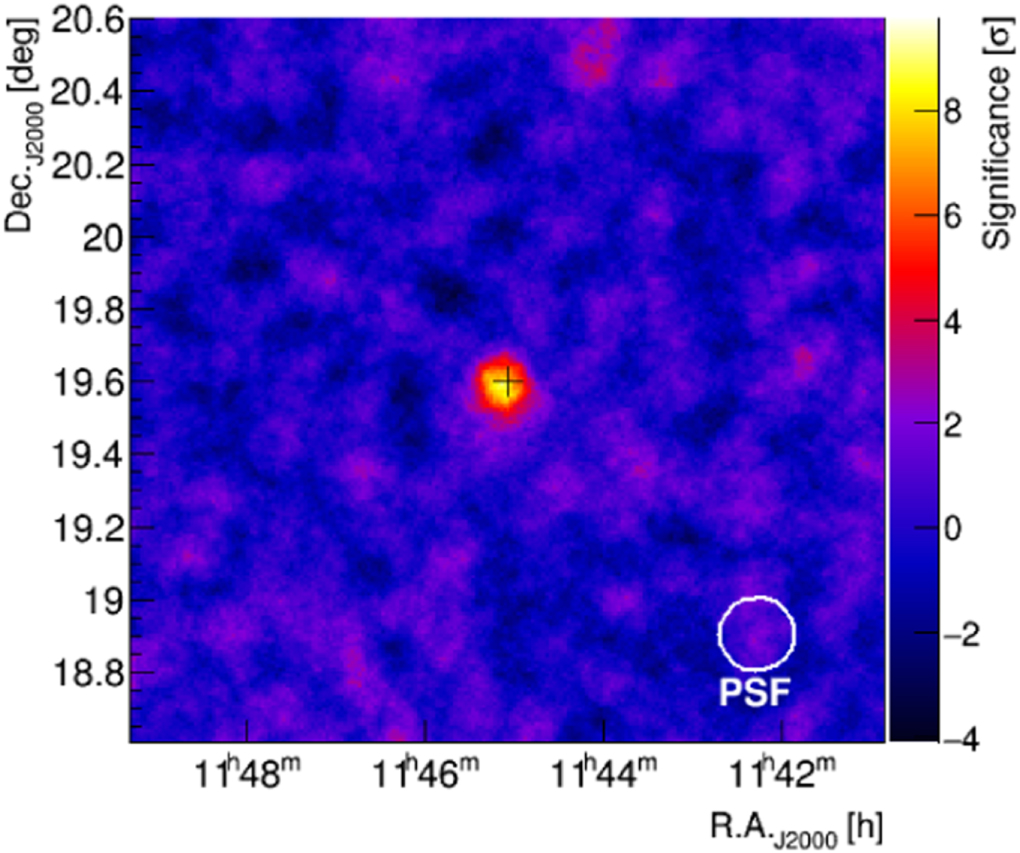 Dec.J2000 [deg]
20.6
20.4
20.2
20
19.8
19.6
19.4
19.2
19
18.8
11h48m
11h46m
11h44m
11h42m
R.A.J2000 [h]
PSF
Significance [σ]
8
6
4
2
0
−2
−4